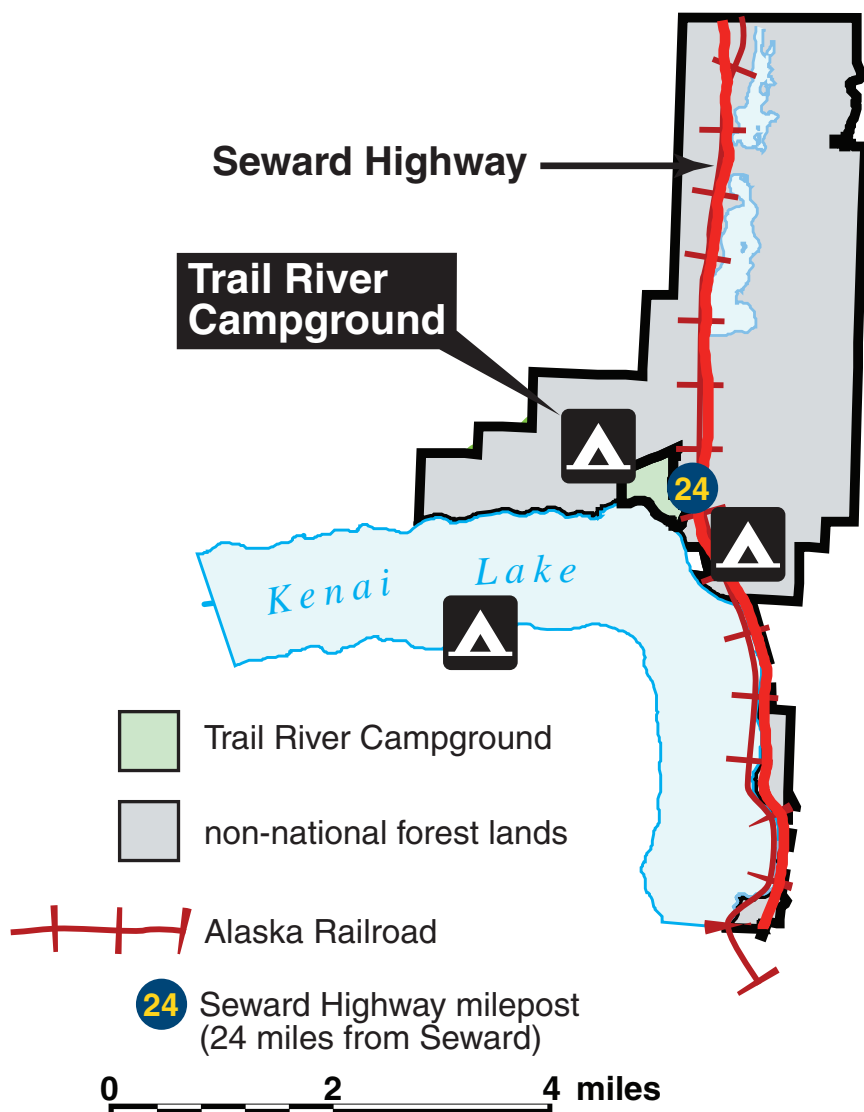 Seward Highway
Trail River
Campground
24
Kenai Lake
Trail River Campground
non-national forest lands
Alaska Railroad
24 Seward Highway milepost
(24 miles from Seward)
0 2 4 miles